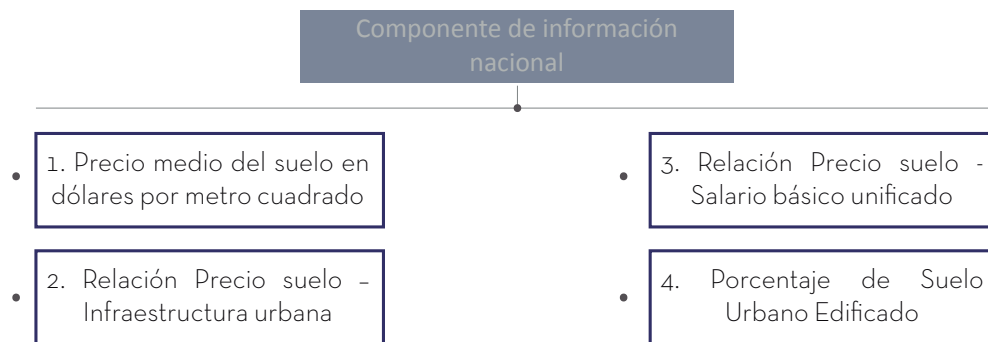 Componente de información
nacional
1. Precio medio del suelo en
dólares por metro cuadrado
2. Relación Precio suelo –
Infraestructura urbana
3. Relación Precio suelo -
Salario básico unificado
4. Porcentaje de Suelo
Urbano Edificado